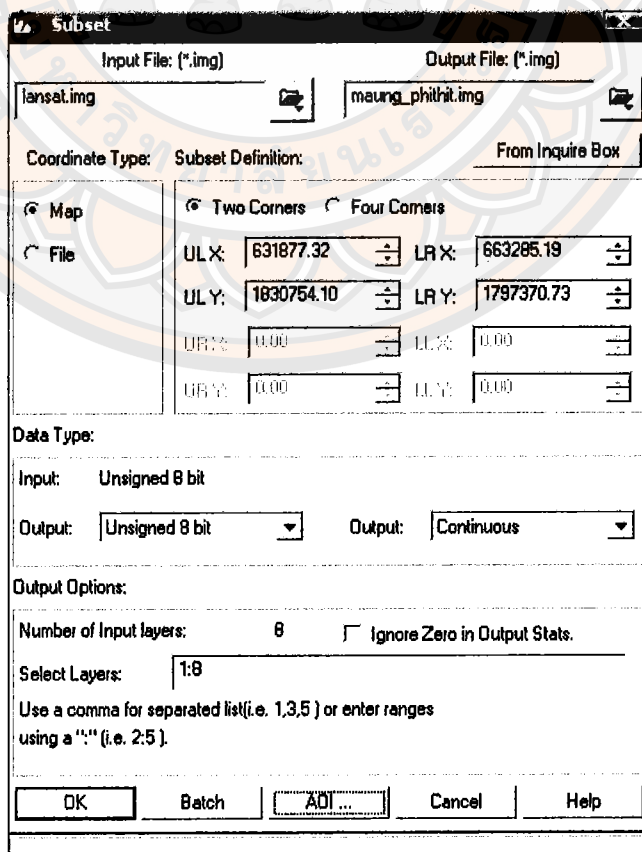 Subset
Input File: (*.img) Output File: (*.img)
lansat.img maung_phithit.img
Coordinate Type: Subset Definition: From Inquire Box
Map Two Corners Four Corners
File ULX: 631877.32 LRX: 663285.19
ULY: 1830754.10 LRY: 1797370.73
URX: 0.00 LLX: 0.00
URY: 0.00 LLY: 0.00
Data Type:
Input: Unsigned 8 bit
Output: Unsigned 8 bit Output: Continuous
Output Options:
Number of Input layers: 8 Ignore Zero in Output Stats.
Select Layers: 1:8
Use a comma for separated list(i.e. 1,3,5 ) or enter ranges
using a ":" (i.e. 2:5 ).
OK Batch AOI ... Cancel Help